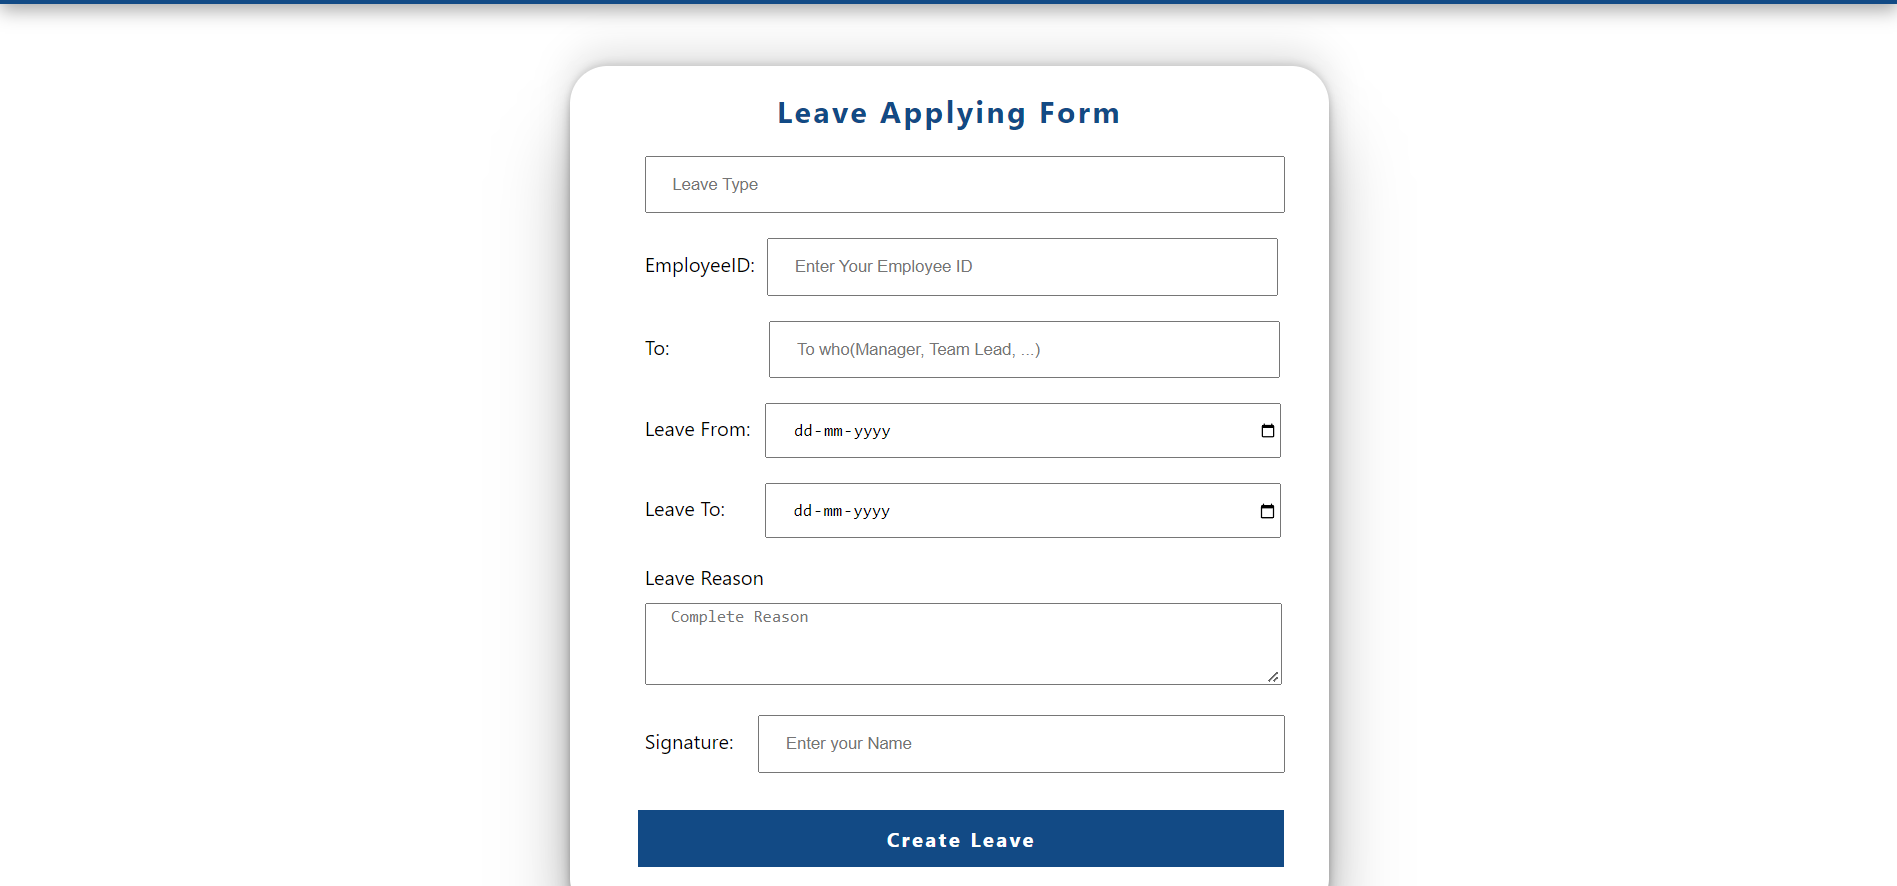 Leave Applying Form
Leave Type
EmployeeID: Enter Your Employee ID
To: To who(Manager, Team Lead, ...)
Leave From: dd-mm-yyyy
Leave To: dd-mm-yyyy
Leave Reason
Complete Reason
Signature: Enter your Name
Create Leave